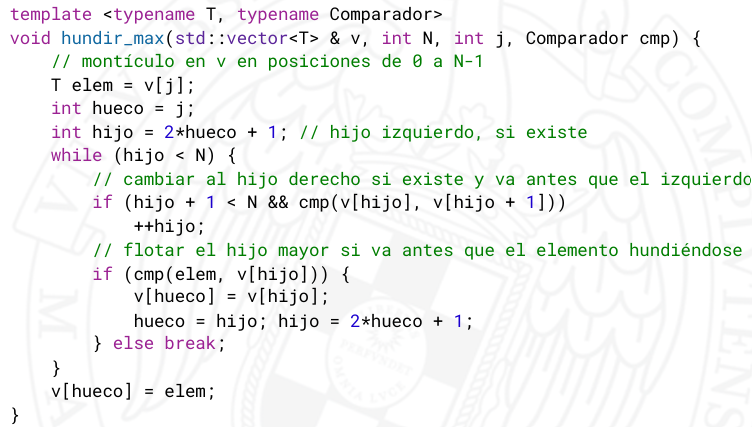 template <typename T, typename Comparador>
void hundir_max(std::vector<T> & v, int N, int j, Comparador cmp) {
    // montículo en v en posiciones de 0 a N-1
    T elem = v[j];
    int hueco = j;
    int hijo = 2*hueco + 1; // hijo izquierdo, si existe
    while (hijo < N) {
        // cambiar al hijo derecho si existe y va antes que el izquierdo
        if (hijo + 1 < N && cmp(v[hijo], v[hijo + 1]))
            ++hijo;
        // flotar el hijo mayor si va antes que el elemento hundiéndose
        if (cmp(elem, v[hijo])) {
            v[hueco] = v[hijo];
            hueco = hijo; hijo = 2*hueco + 1;
        } else break;
    }
    v[hueco] = elem;
}